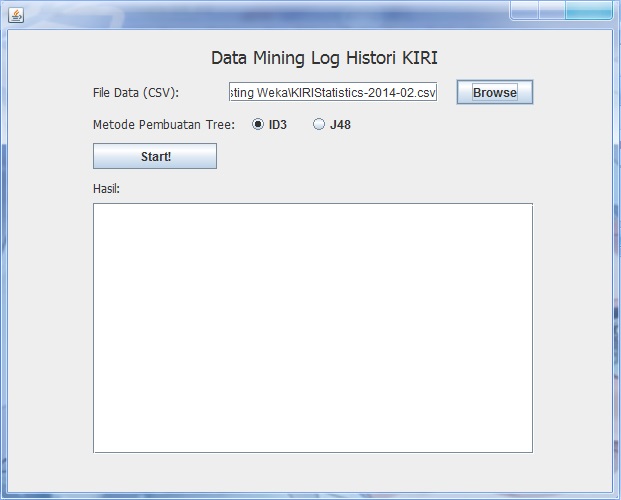 Data Mining Log Histori KIRI
File Data (CSV): sting Weka\KIRIStatistics-2014-02.csv Browse
Metode Pembuatan Tree: ID3 J48
Start!
Hasil: